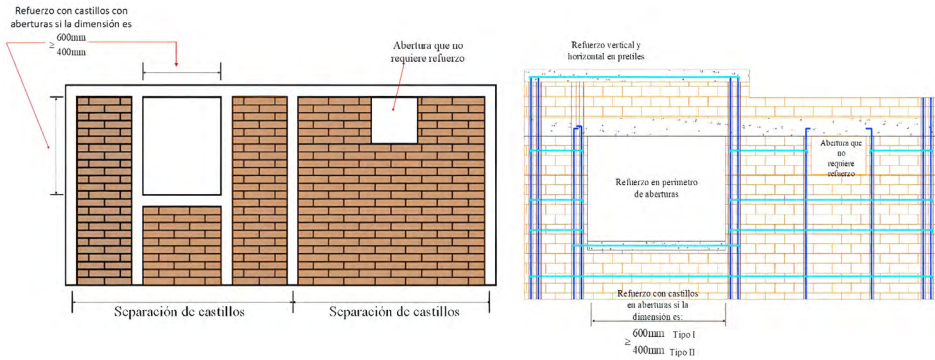 Refuerzo con castillos con
aberturas si la dimensión es
≥ 600mm
400mm
Abertura que no
requiere refuerzo
Separación de castillos
Separación de castillos
Refuerzo vertical y
horizontal en pretiles
Abertura que
no
requiere
refuerzo
Refuerzo en perimetro
de aberturas
Refuerzo con castillos
en aberturas si la
dimensión es:
≥ 600mm Tipo I
400mm Tipo II